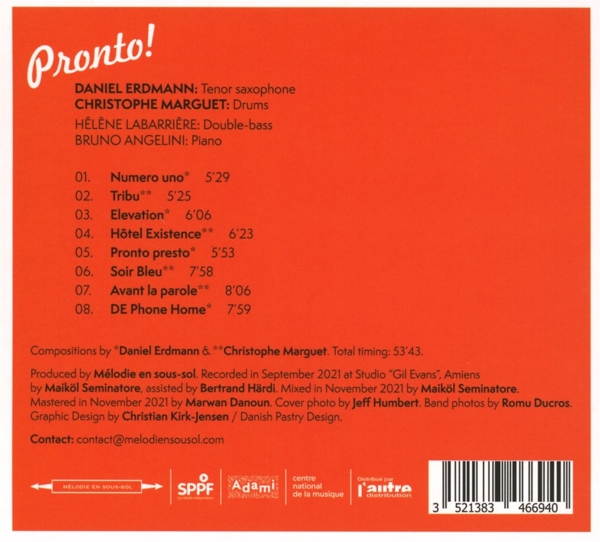 Pronto!
DANIEL ERDMANN: Tenor saxophone
CHRISTOPHE MARGUET: Drums
HÉLÈNE LABARRIÈRE: Double-bass
BRUNO ANGELINI: Piano
01. Numero uno* 5'29
02. Tribu** 5'25
03. Elevation* 6'06
04. Hôtel Existence** 6'23
05. Pronto presto* 5'53
06. Soir Bleu** 7'58
07. Avant la parole** 8'06
08. DE Phone Home* 7'59
Compositions by *Daniel Erdmann & **Christophe Marguet. Total timing: 53'43.
Produced by Mélodie en sous-sol. Recorded in September 2021 at Studio "Gil Evans", Amiens
by Maiköl Seminatore, assisted by Bertrand Härdi. Mixed in November 2021 by Maiköl Seminatore.
Mastered in November 2021 by Marwan Danoun. Cover photo by Jeff Humbert. Band photos by Romu Ducros.
Graphic Design by Christian Kirk-Jensen / Danish Pastry Design.
Contact: contact@melodiensousol.com
MÉLODIE EN SOUS-SOL
SPPF
Adami
centre
national
de la musique
Distribué par
l'autre
distribution
3 521383 466940